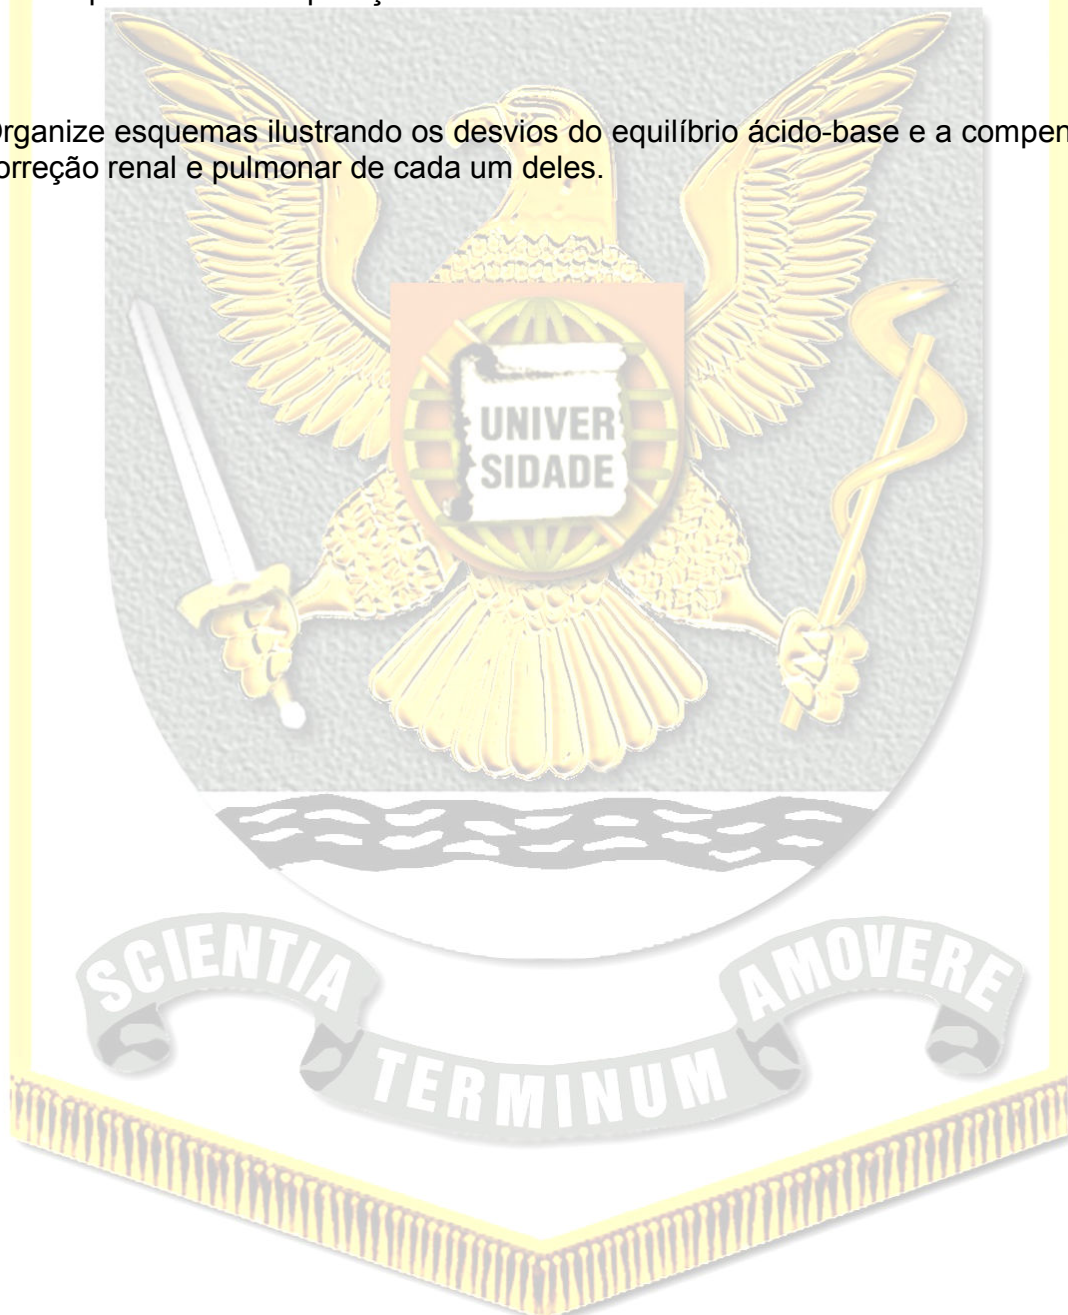 Organize esquemas ilustrando os desvios do equilíbrio ácido-base e a compen
correção renal e pulmonar de cada um deles.
UNIVER
SIDADE
SCIENTIA
AMOVERE
TERMINUM